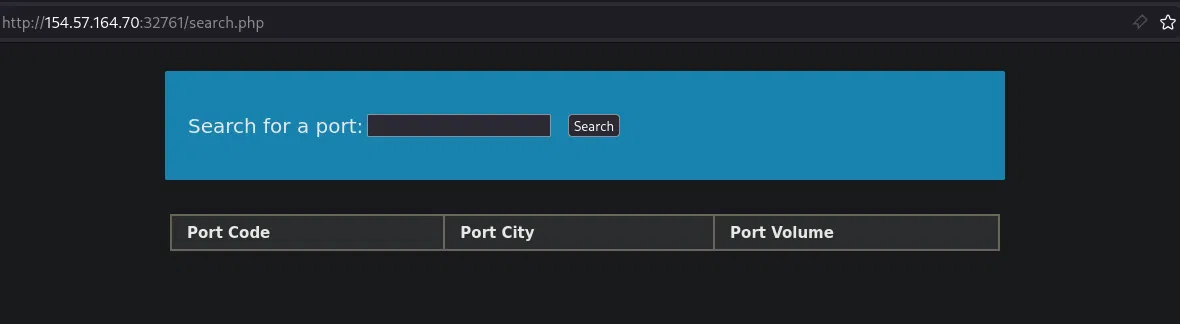 http://154.57.164.70:32761/search.php
Search for a port: Search
Port Code Port City Port Volume